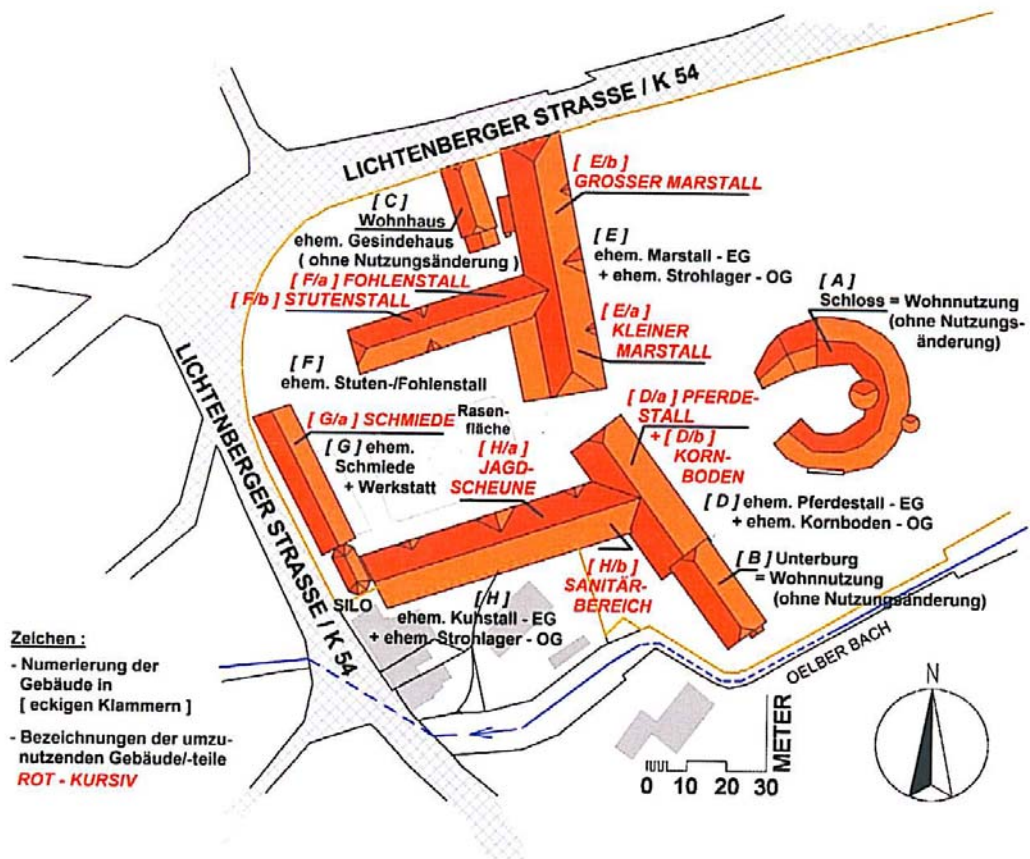 LICHTENBERGER STRASSE / K 54
[ E/b ]
GROSSER MARSTALL
[ C ]
Wohnhaus
ehem. Gesindehaus
( ohne Nutzungsänderung )
[ E ]
ehem. Marstall - EG
+ ehem. Strohlager - OG
[ F/a ] FOHLENSTALL
[ F/b ] STUTENSTALL
[ A ]
Schloss = Wohnnutzung
(ohne Nutzungs-
änderung)
[ E/a ]
KLEINER
MARSTALL
LICHTENBERGER STRASSE / K 54
[ F ]
ehem. Stuten-/Fohlenstall
[ D/a ] PFERDE-
STALL
+ [ D/b ]
KORN-
BODEN
[ G/a ] SCHMIEDE
Rasen-
fläche
[ G ] ehem.
Schmiede
+ Werkstatt
[ H/a ]
JAGD-
SCHEUNE
[ D ] ehem. Pferdestall - EG
+ ehem. Kornboden - OG
[ B ] Unterburg
= Wohnnutzung
(ohne Nutzungsänderung)
[ H/b ]
SANITÄR-
BEREICH
SILO
[ H ]
ehem. Kuhstall - EG
+ ehem. Strohlager - OG
OELBER BACH
Zeichen :
- Numerierung der
Gebäude in
[ eckigen Klammern ]
- Bezeichnungen der umzu-
nutzenden Gebäude/-teile
ROT - KURSIV
METER
0 10 20 30
N